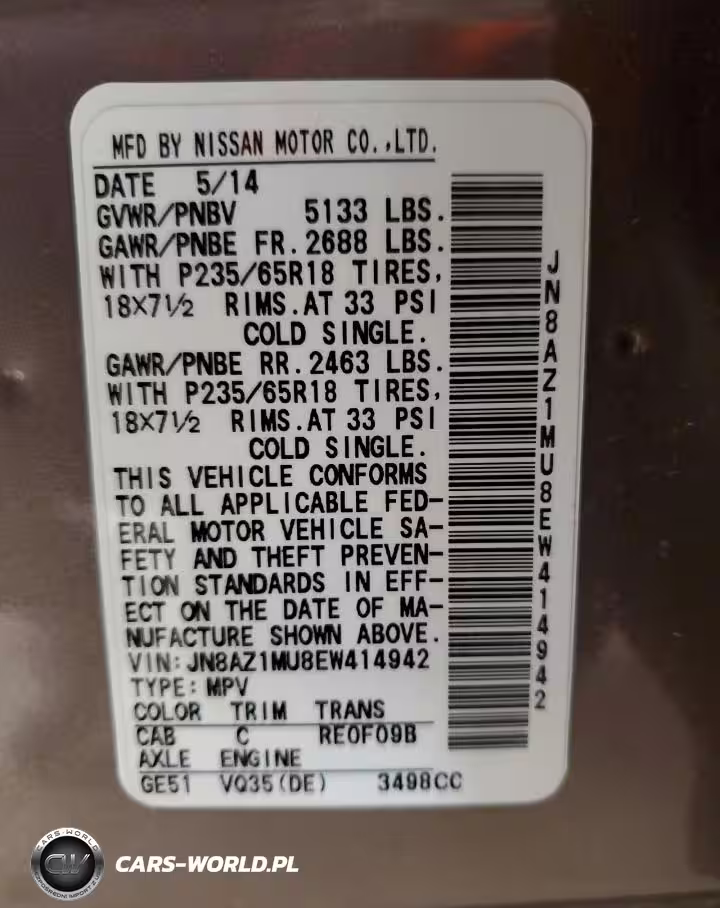 MFD BY NISSAN MOTOR CO.,LTD.
DATE 5/14
GVWR/PNBV 5133 LBS.
GAWR/PNBE FR.2688 LBS.
WITH P235/65R18 TIRES,
18×7½ RIMS.AT 33 PSI
COLD SINGLE.
GAWR/PNBE RR.2463 LBS.
WITH P235/65R18 TIRES,
18×7½ RIMS.AT 33 PSI
COLD SINGLE.
THIS VEHICLE CONFORMS
TO ALL APPLICABLE FED-
ERAL MOTOR VEHICLE SA-
FETY AND THEFT PREVEN-
TION STANDARDS IN EFF-
ECT ON THE DATE OF MA-
NUFACTURE SHOWN ABOVE.
VIN:JN8AZ1MU8EW414942
TYPE:MPV
COLOR TRIM TRANS
CAB C RE0F09B
AXLE ENGINE
GE51 VQ35(DE) 3498CC
JN8AZ1MU8EW414942
CARS-WORLD
CW
CARS-WORLD.PL